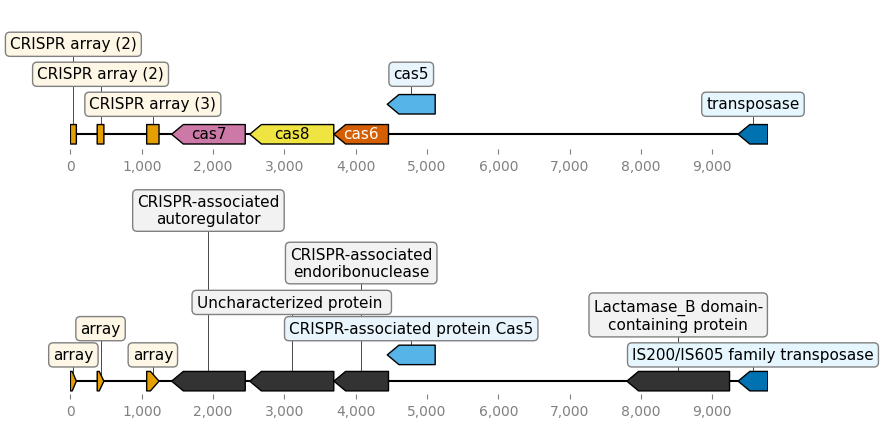 CRISPR array (2)
CRISPR array (2)
cas5
CRISPR array (3)
transposase
cas7
cas8
cas6
0 1,000 2,000 3,000 4,000 5,000 6,000 7,000 8,000 9,000
CRISPR-associated
autoregulator
CRISPR-associated
endoribonuclease
Uncharacterized protein
Lactamase_B domain-
containing protein
array
CRISPR-associated protein Cas5
array
array
IS200/IS605 family transposase
0 1,000 2,000 3,000 4,000 5,000 6,000 7,000 8,000 9,000